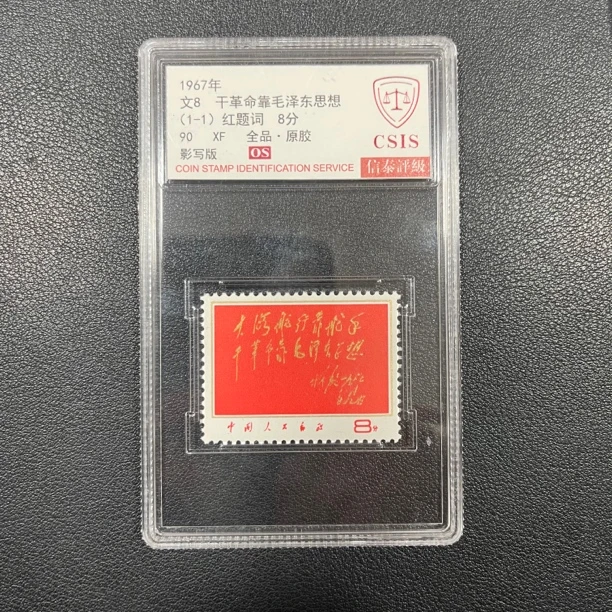 1967年
文8 干革命靠毛泽东思想
(1-1) 红题词 8分
90 XF 全品·原胶
影写版 OS
COIN STAMP IDENTIFICATION SERVICE
CSIS
信泰評級
大海航行靠舵手
干革命靠毛泽东思想
中国人民邮政 8分